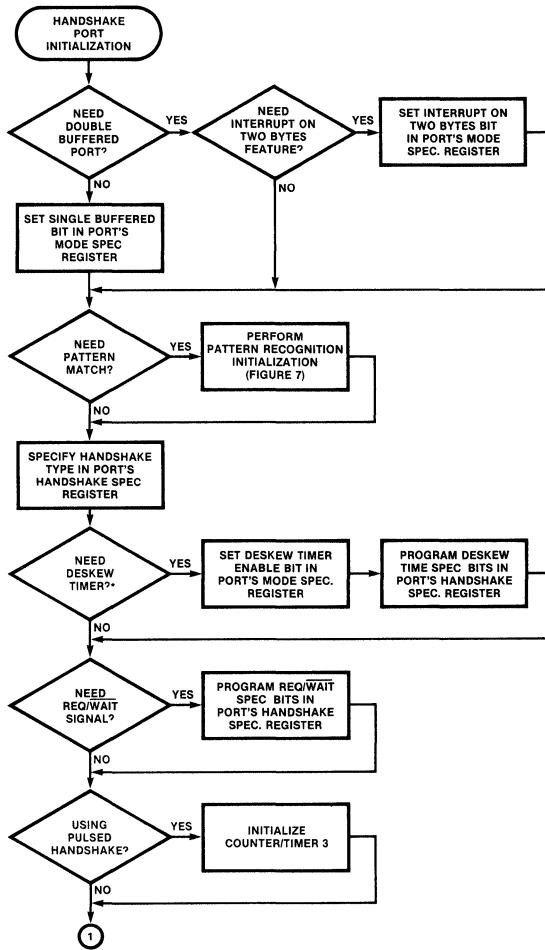 HANDSHAKE
PORT
INITIALIZATION
NEED
DOUBLE
BUFFERED
PORT?
YES
NEED
INTERRUPT ON
TWO BYTES
FEATURE?
YES
SET INTERRUPT ON
TWO BYTES BIT
IN PORT'S MODE
SPEC. REGISTER
NO
NO
SET SINGLE BUFFERED
BIT IN PORT'S
MODE SPEC
REGISTER
NEED
PATTERN
MATCH?
YES
PERFORM
PATTERN RECOGNITION
INITIALIZATION
(FIGURE 7)
NO
SPECIFY HANDSHAKE
TYPE IN PORT'S
HANDSHAKE SPEC
REGISTER
NEED
DESKEW
TIMER?*
YES
SET DESKEW TIMER
ENABLE BIT IN
PORT'S MODE SPEC.
REGISTER
PROGRAM DESKEW
TIME SPEC BITS IN
PORT'S HANDSHAKE
SPEC. REGISTER
NO
NEED
REQ/WAIT
SIGNAL?
YES
PROGRAM REQ/WAIT
SPEC BITS IN
PORT'S HANDSHAKE
SPEC. REGISTER
NO
USING
PULSED
HANDSHAKE?
YES
INITIALIZE
COUNTER/TIMER 3
NO
1